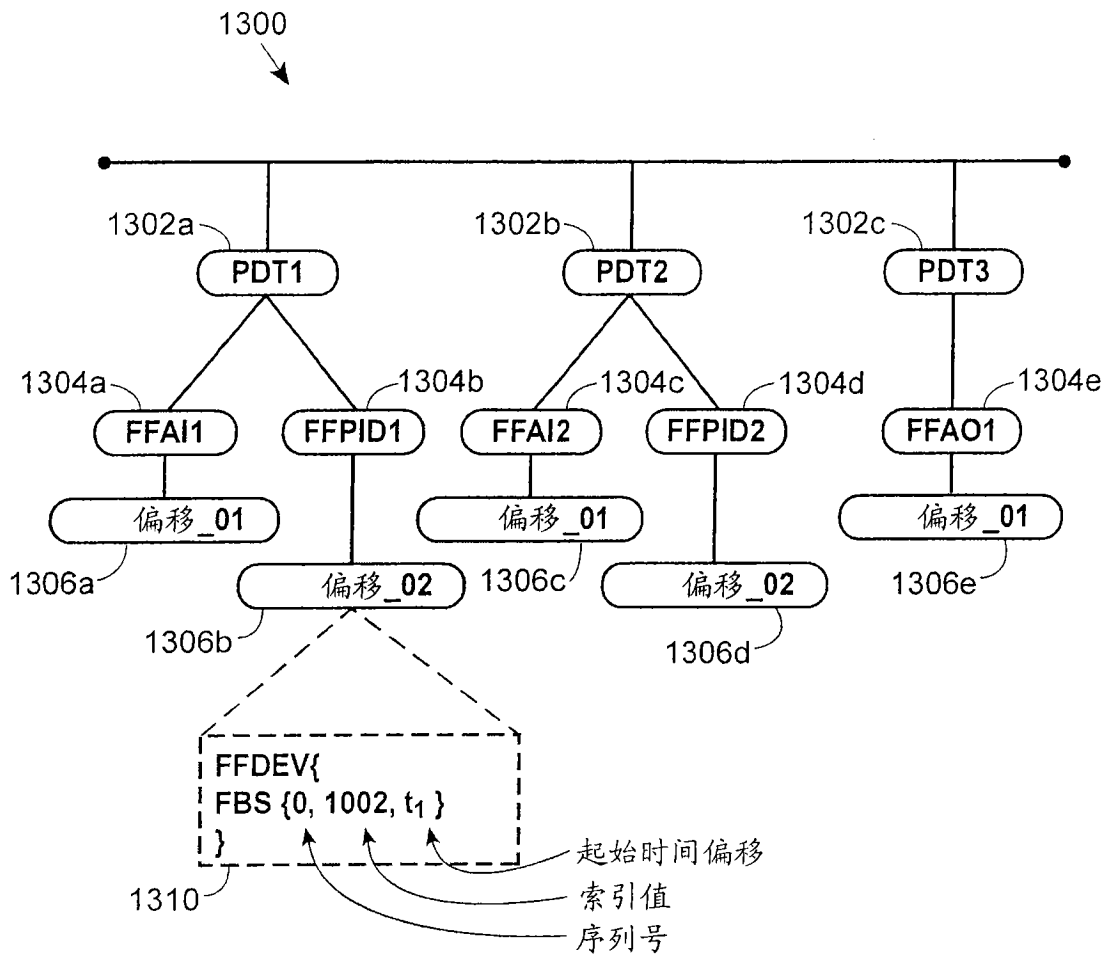 1300
1302a
1302b
1302c
PDT1
PDT2
PDT3
1304a
1304b
1304c
1304d
1304e
FFAI1
FFPID1
FFAI2
FFPID2
FFAO1
偏移_01
偏移_01
偏移_01
1306a
偏移_02
1306c
偏移_02
1306e
1306b
1306d
FFDEV{
FBS {0, 1002, t₁ }
}
起始时间偏移
1310
索引值
序列号